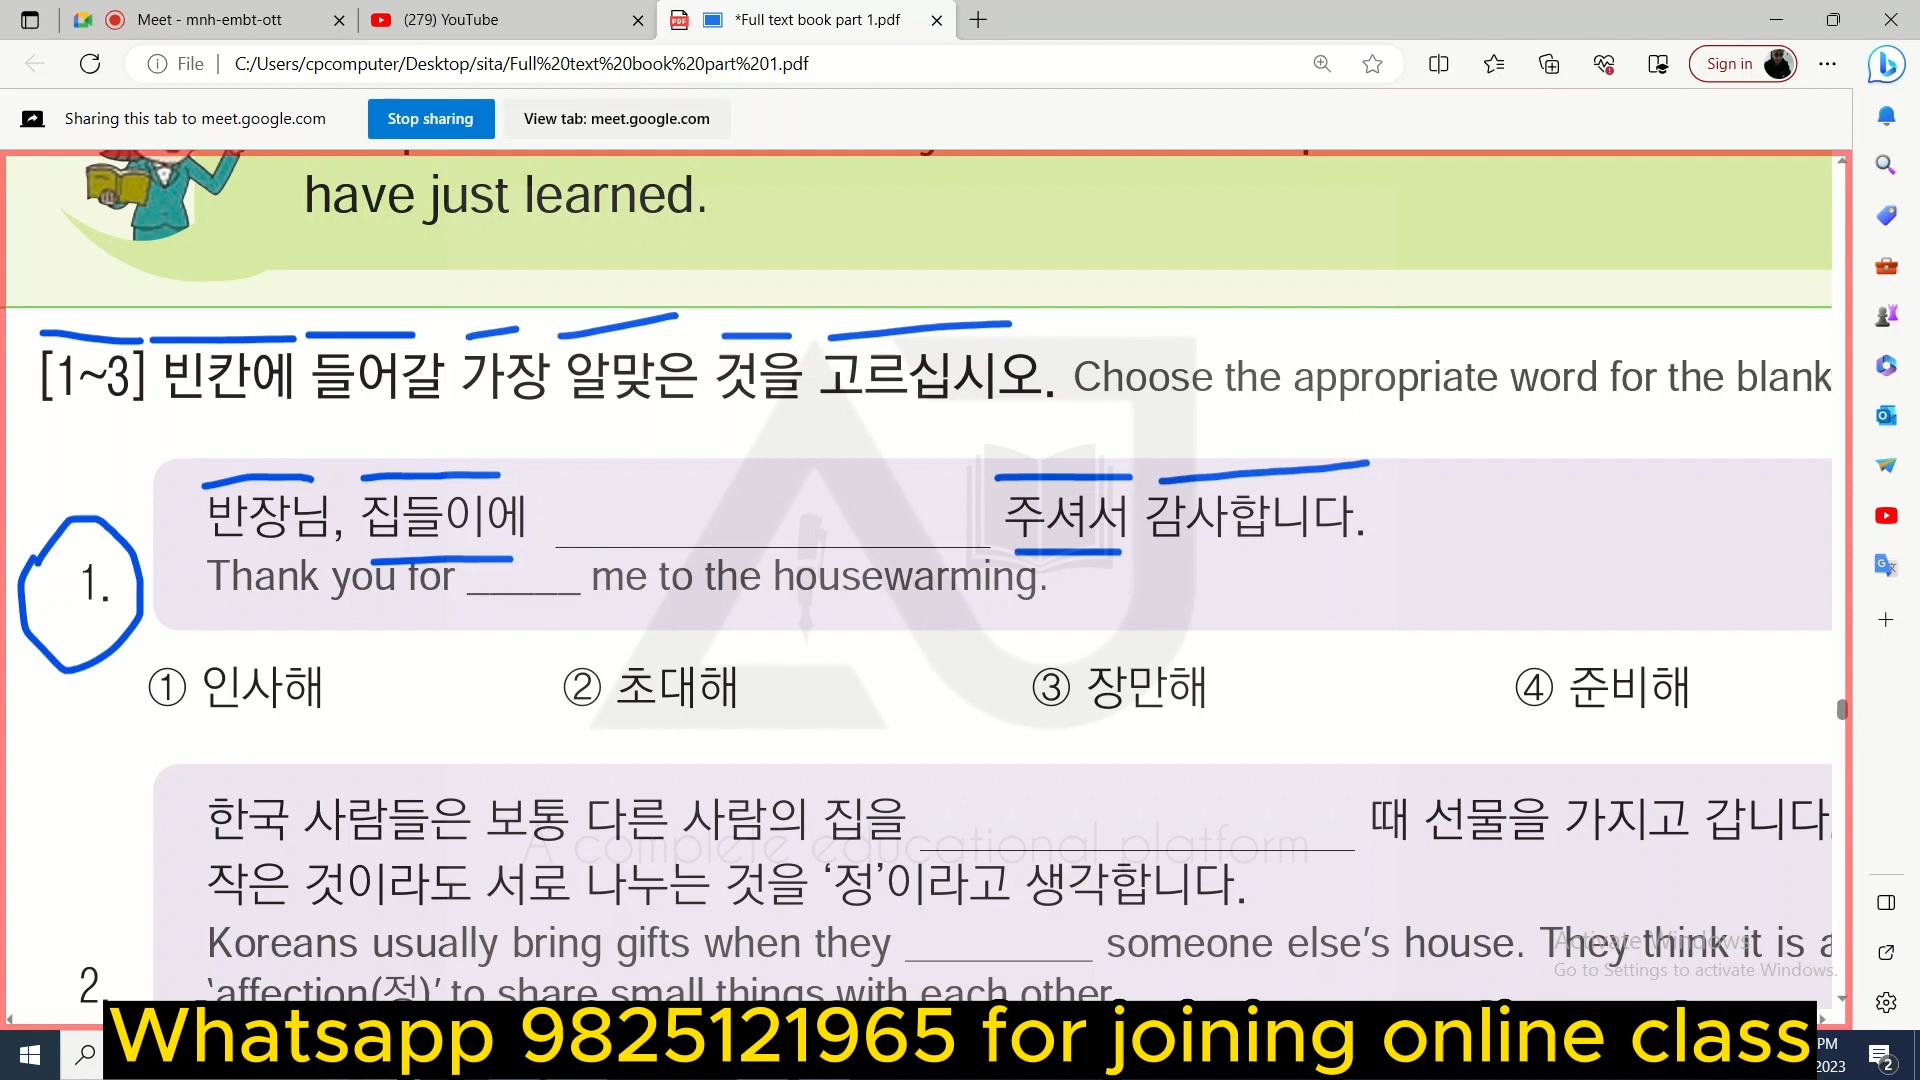 Meet - mnh-embt-ott
(279) YouTube
*Full text book part 1.pdf
File
C:/Users/cpcomputer/Desktop/sita/Full%20text%20book%20part%201.pdf
Sign in
Sharing this tab to meet.google.com
Stop sharing
View tab: meet.google.com
have just learned.
[1~3] 빈칸에 들어갈 가장 알맞은 것을 고르십시오. Choose the appropriate word for the blank
반장님, 집들이에 __________ 주셔서 감사합니다.
1.
Thank you for _____ me to the housewarming.
① 인사해 ② 초대해 ③ 장만해 ④ 준비해
한국 사람들은 보통 다른 사람의 집을 __________ 때 선물을 가지고 갑니다.
A complete educational platform
작은 것이라도 서로 나누는 것을 ‘정’이라고 생각합니다.
Koreans usually bring gifts when they ________ someone else’s house. They think it is a
2.
‘affection(정)’ to share small things with each other.
Activate Windows
Go to Settings to activate Windows.
Whatsapp 9825121965 for joining online class
PM
2023
2